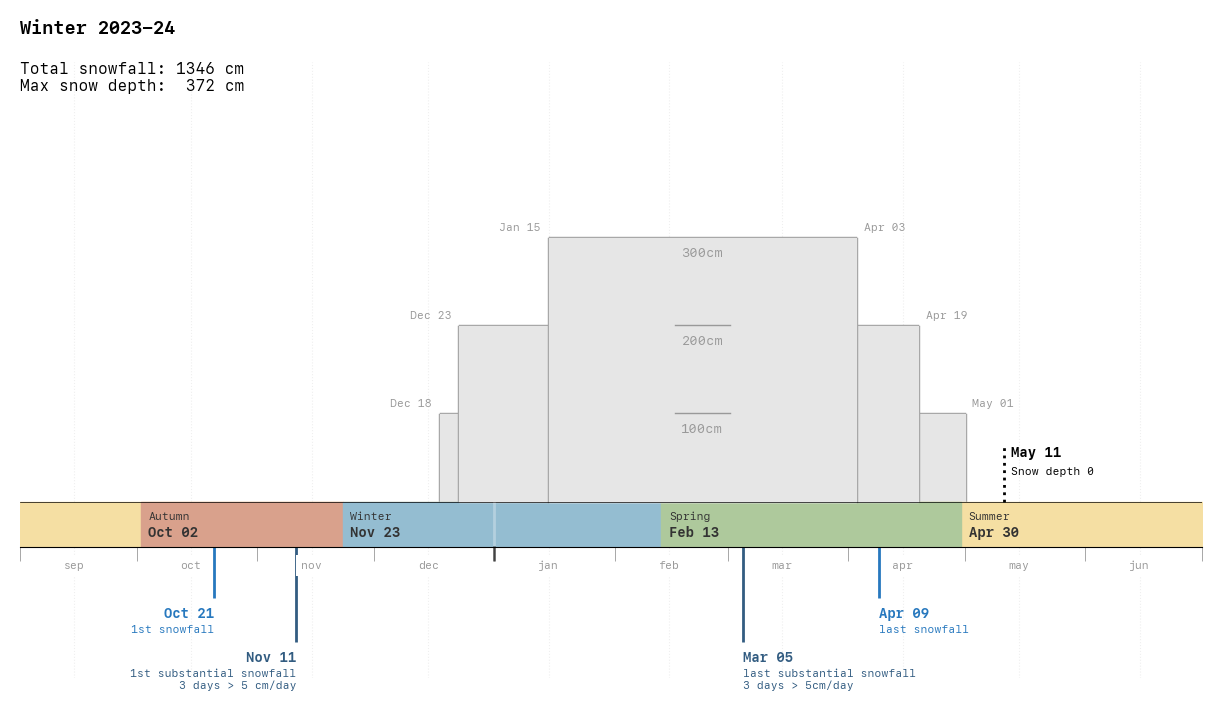 Winter 2023–24
Total snowfall: 1346 cm
Max snow depth:  372 cm
Jan 15
Apr 03
300cm
Dec 23
Apr 19
200cm
Dec 18
May 01
100cm
May 11
Snow depth 0
Autumn
Oct 02
Winter
Nov 23
Spring
Feb 13
Summer
Apr 30
sep
oct
nov
dec
jan
feb
mar
apr
may
jun
Oct 21
1st snowfall
Apr 09
last snowfall
Nov 11
1st substantial snowfall
3 days > 5 cm/day
Mar 05
last substantial snowfall
3 days > 5cm/day